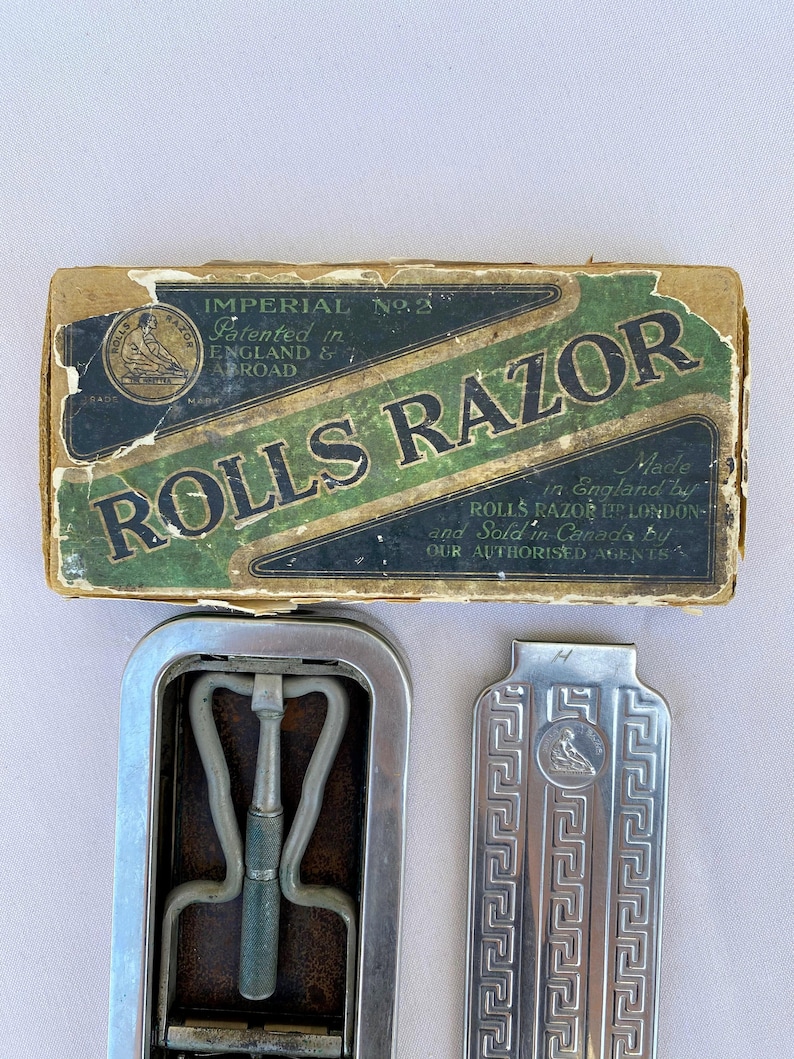 IMPERIAL No. 2
Patented in
ENGLAND &
ABROAD
ROLLS RAZOR
THE WHETTER
TRADE MARK
ROLLS RAZOR
Made
in England by
ROLLS RAZOR LTD LONDON
and Sold in Canada by
OUR AUTHORISED AGENTS
H